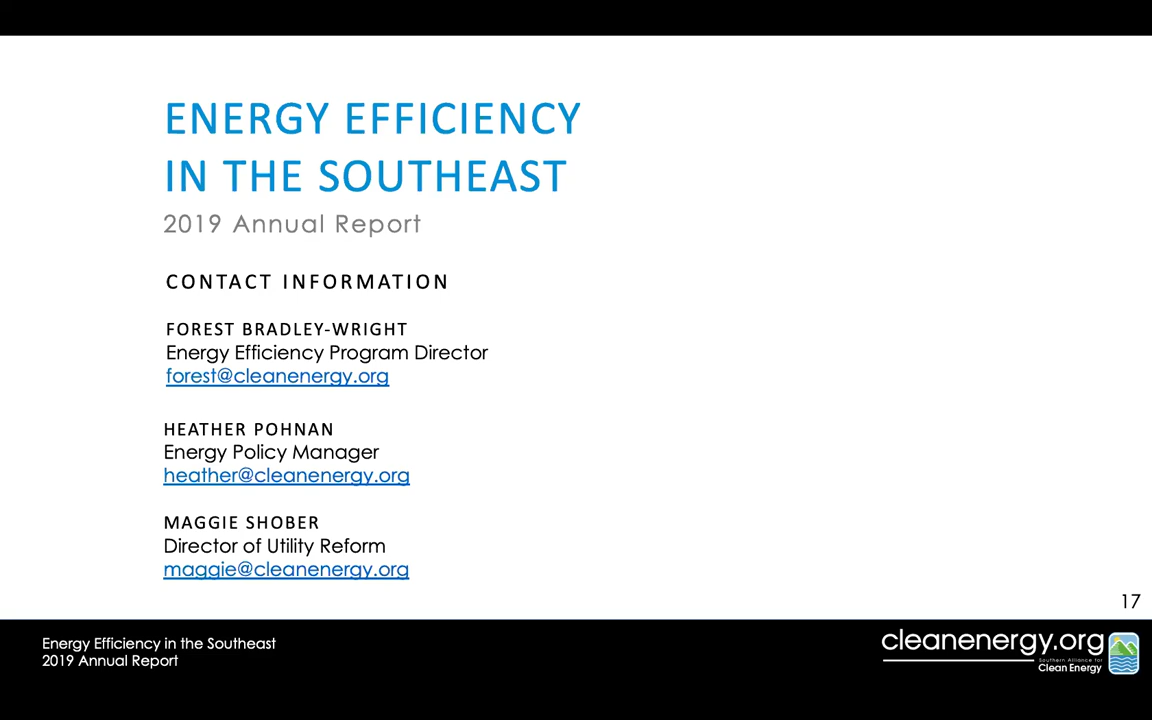 ENERGY EFFICIENCY
IN THE SOUTHEAST
2019 Annual Report
CONTACT INFORMATION
FOREST BRADLEY-WRIGHT
Energy Efficiency Program Director
forest@cleanenergy.org
HEATHER POHNAN
Energy Policy Manager
heather@cleanenergy.org
MAGGIE SHOBER
Director of Utility Reform
maggie@cleanenergy.org
17
Energy Efficiency in the Southeast
2019 Annual Report
cleanenergy.org
Southern Alliance for
Clean Energy